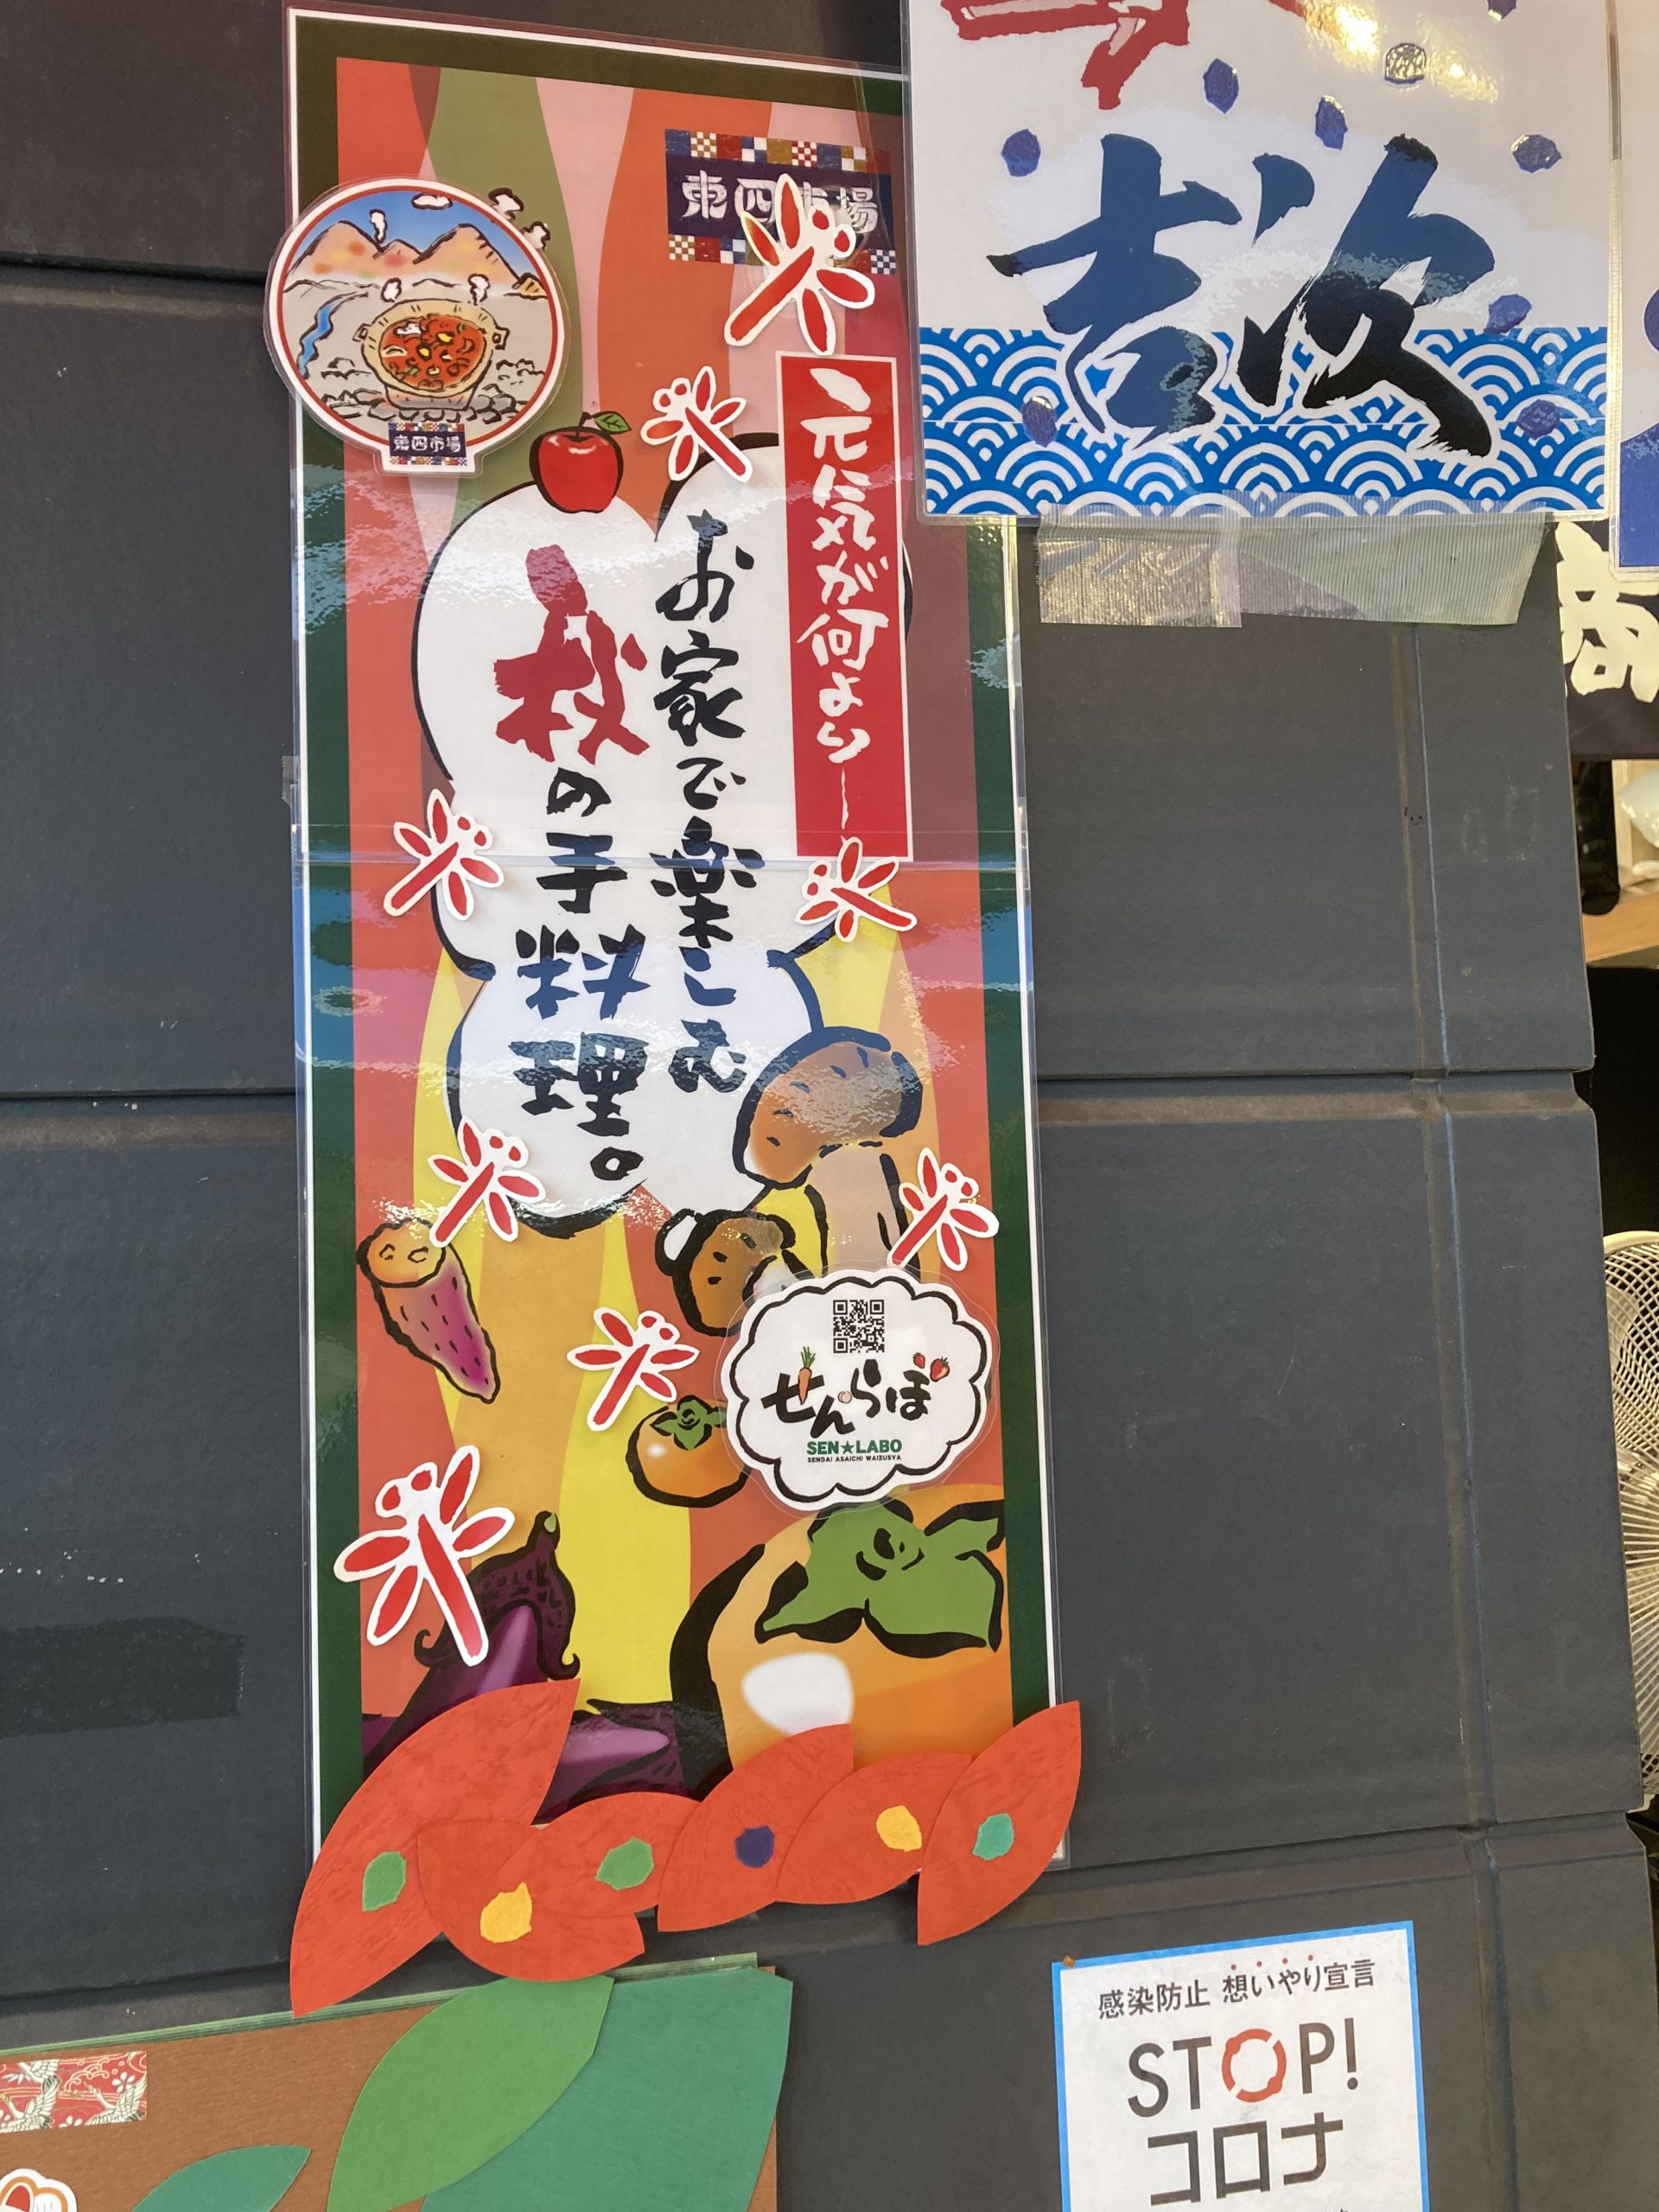 東四市場
東四市場
元気が何より
お家で楽しむ
秋の手料理。
せんらぼ
SEN★LABO
SENDAI ASAICHI WAIZUSYA
吉次
感染防止 想いやり宣言
STOP!
コロナ